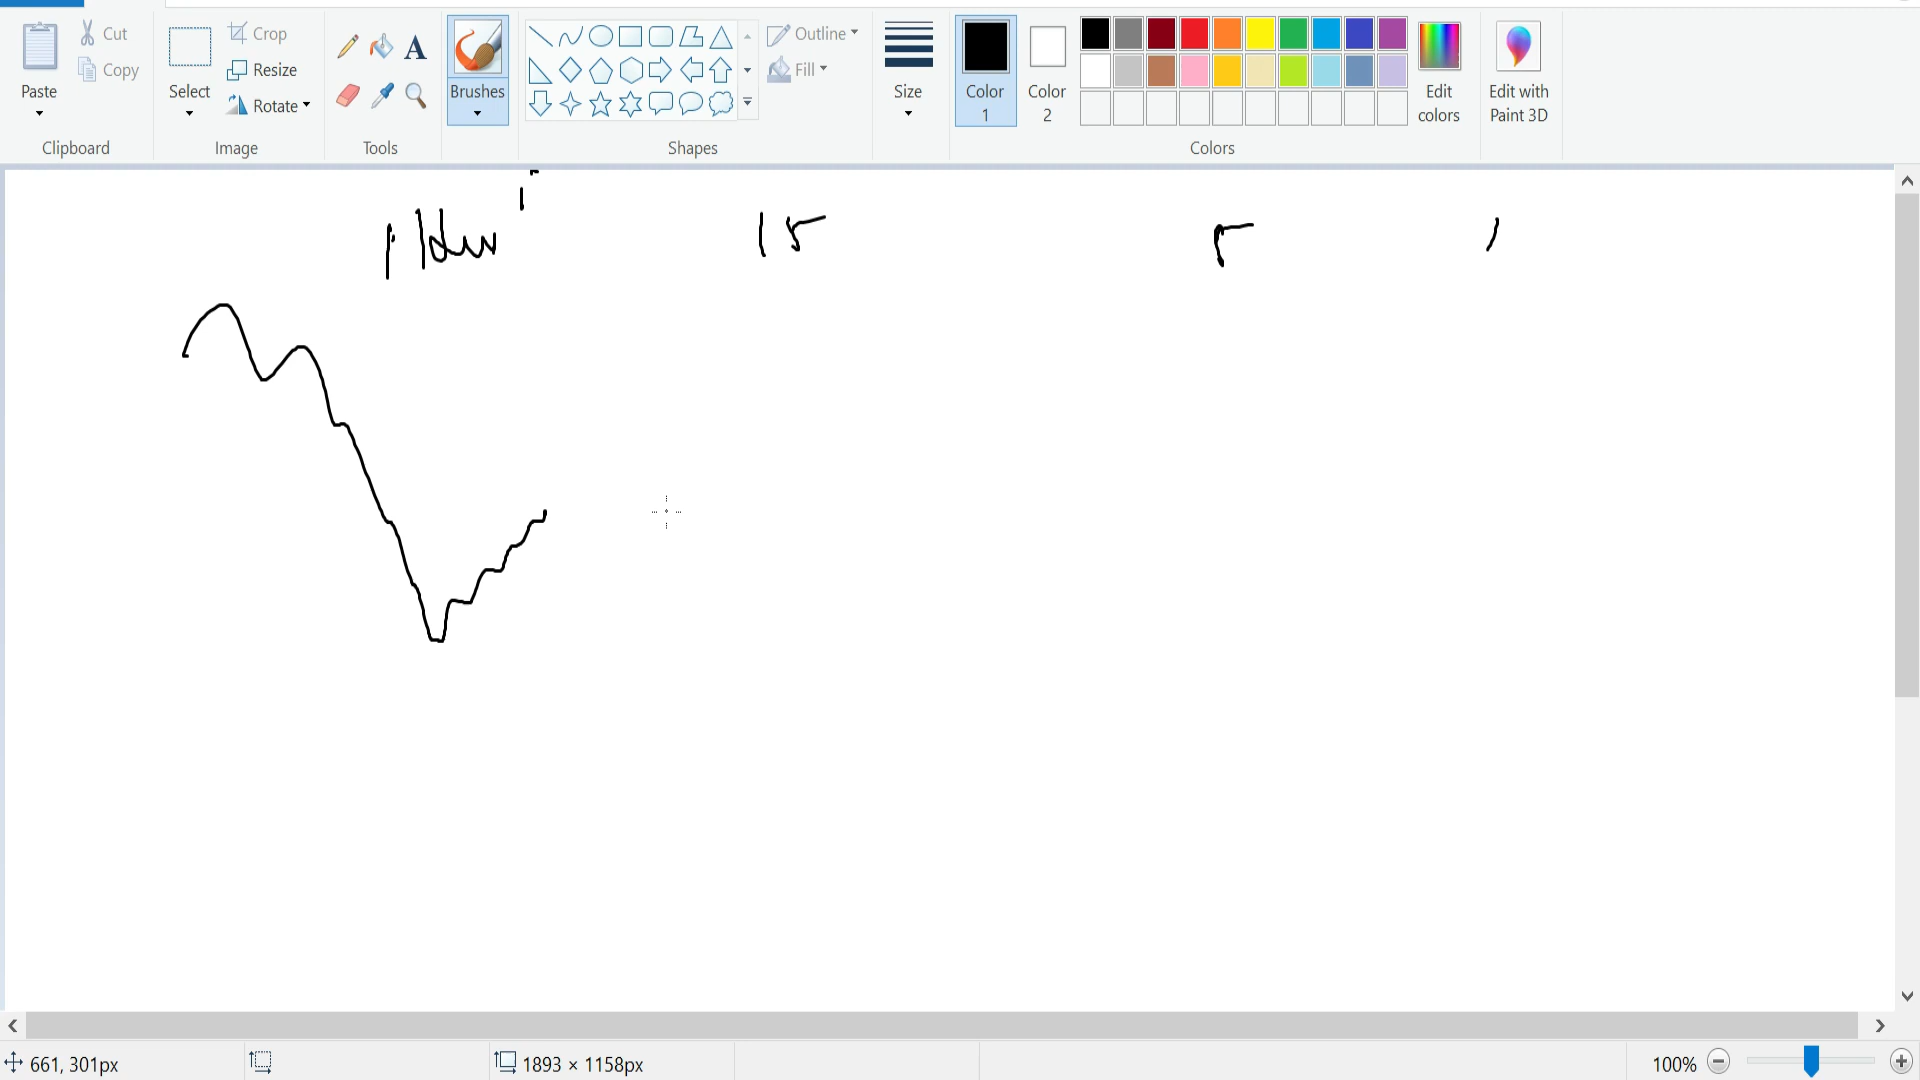 Paste
Cut
Copy
Clipboard
Select
Crop
Resize
Rotate
Image
Tools
Brushes
Shapes
Outline
Fill
Size
Color
1
Color
2
Colors
Edit
colors
Edit with
Paint 3D
15
661, 301px
1893 × 1158px
100%